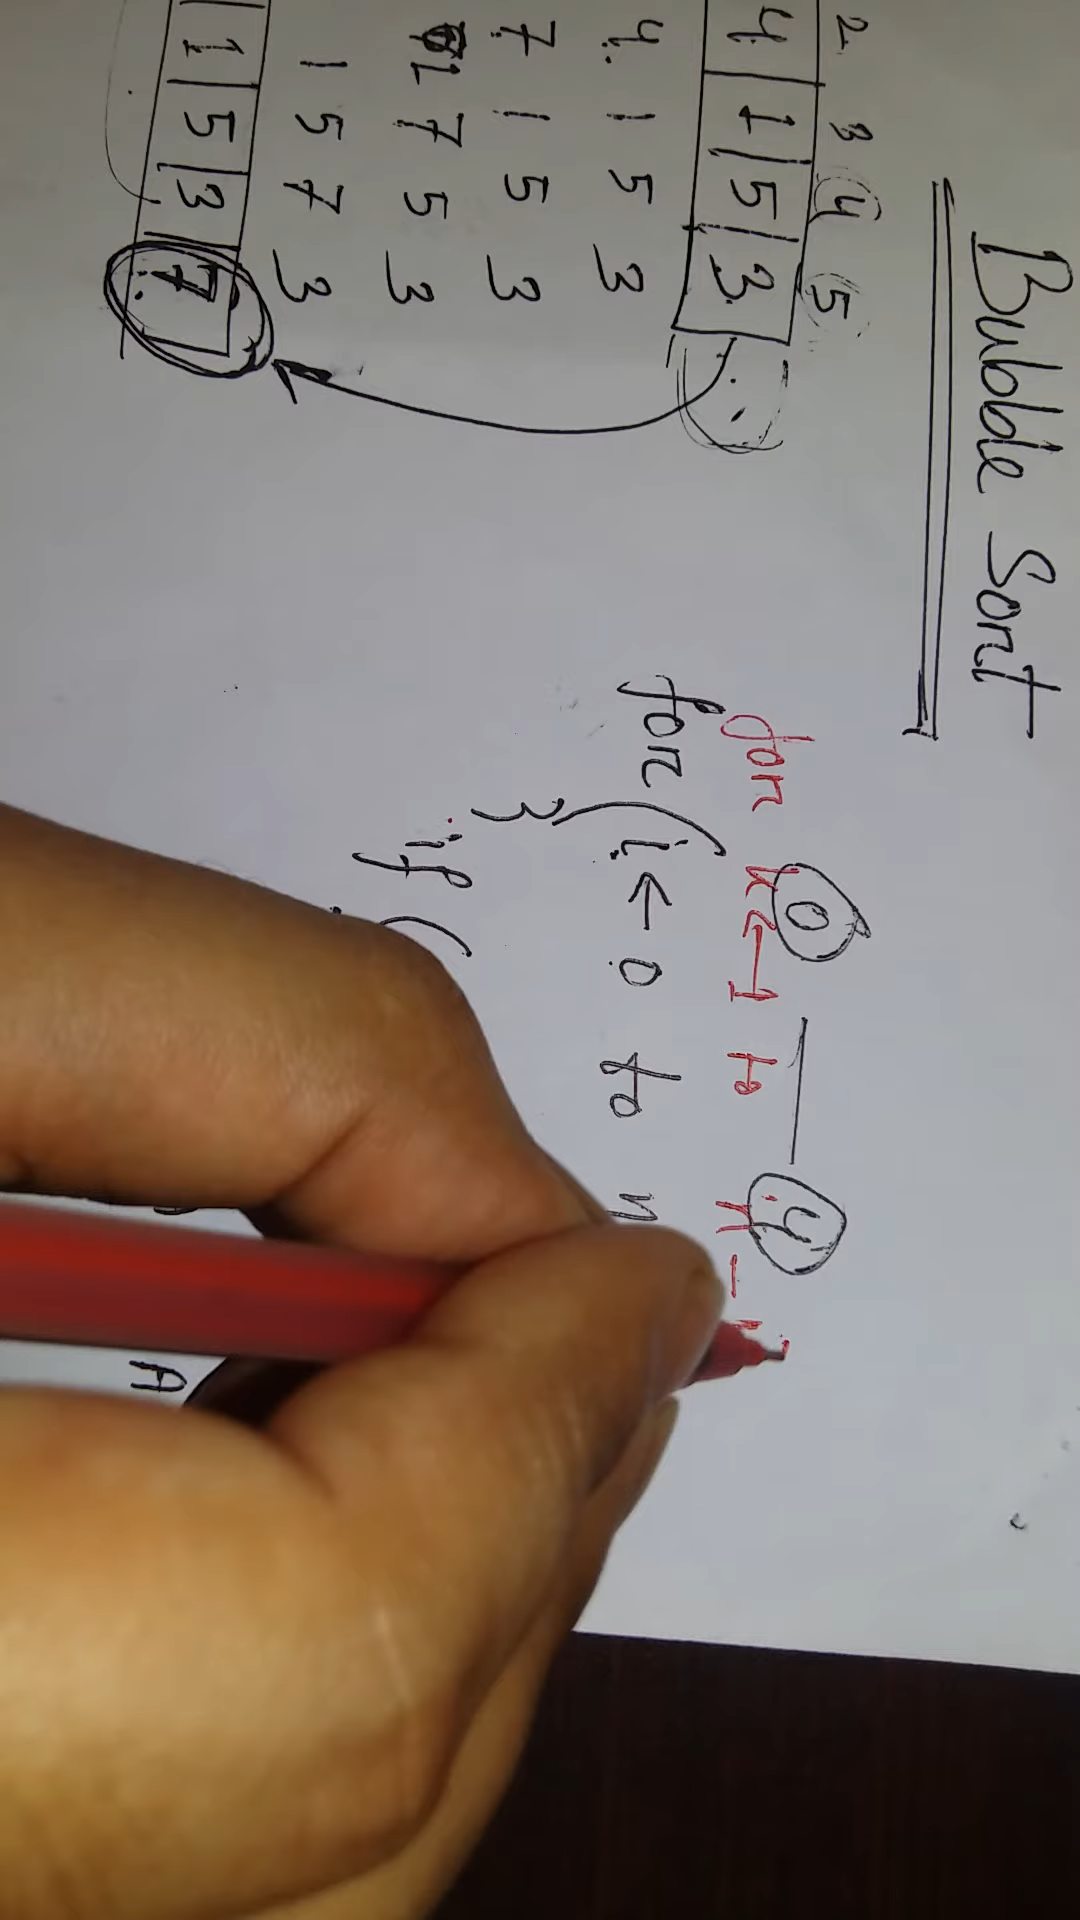 Bubble Sort
2 3 4 5
4 1 5 3
4 1 5 3
7 1 5 3
1 7 5 3
1 5 7 3
1 5 3 7
0 — 4
for k ← 1 to n - 1
for ( i ← 0 to n
}
if (
A